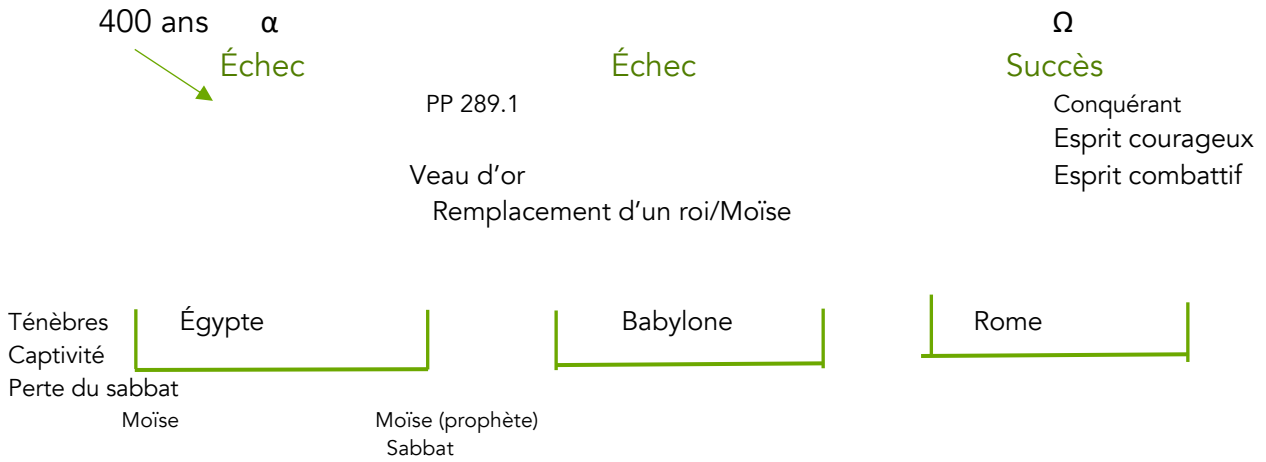 400 ans α Ω
Échec Échec Succès
PP 289.1 Conquérant
Esprit courageux
Veau d’or Esprit combattif
Remplacement d’un roi/Moïse
Ténèbres Égypte Babylone Rome
Captivité
Perte du sabbat
Moïse Moïse (prophète)
Sabbat